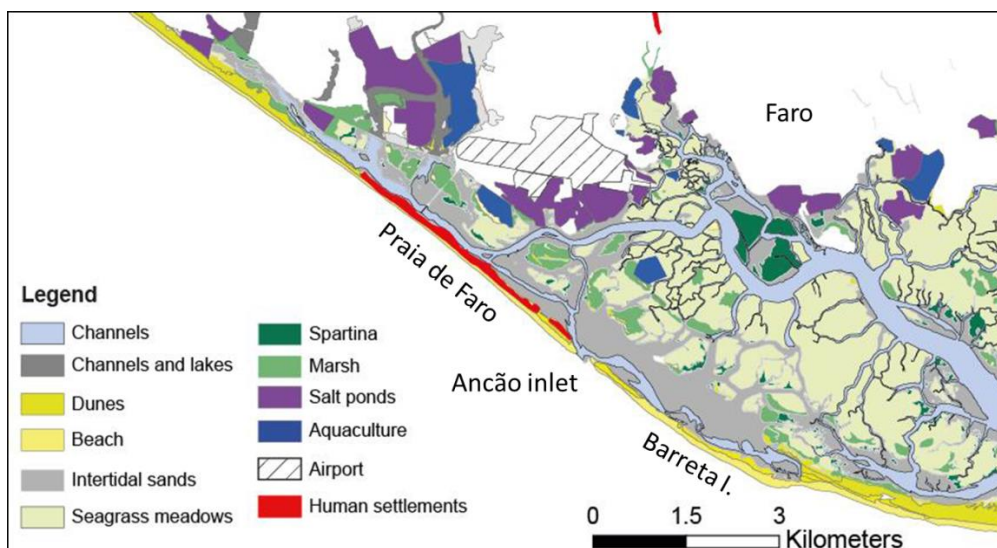 Faro
Praia de Faro
Ancão inlet
Barreta I.
Legend
Channels
Channels and lakes
Dunes
Beach
Intertidal sands
Seagrass meadows
Spartina
Marsh
Salt ponds
Aquaculture
Airport
Human settlements
0 1.5 3
Kilometers